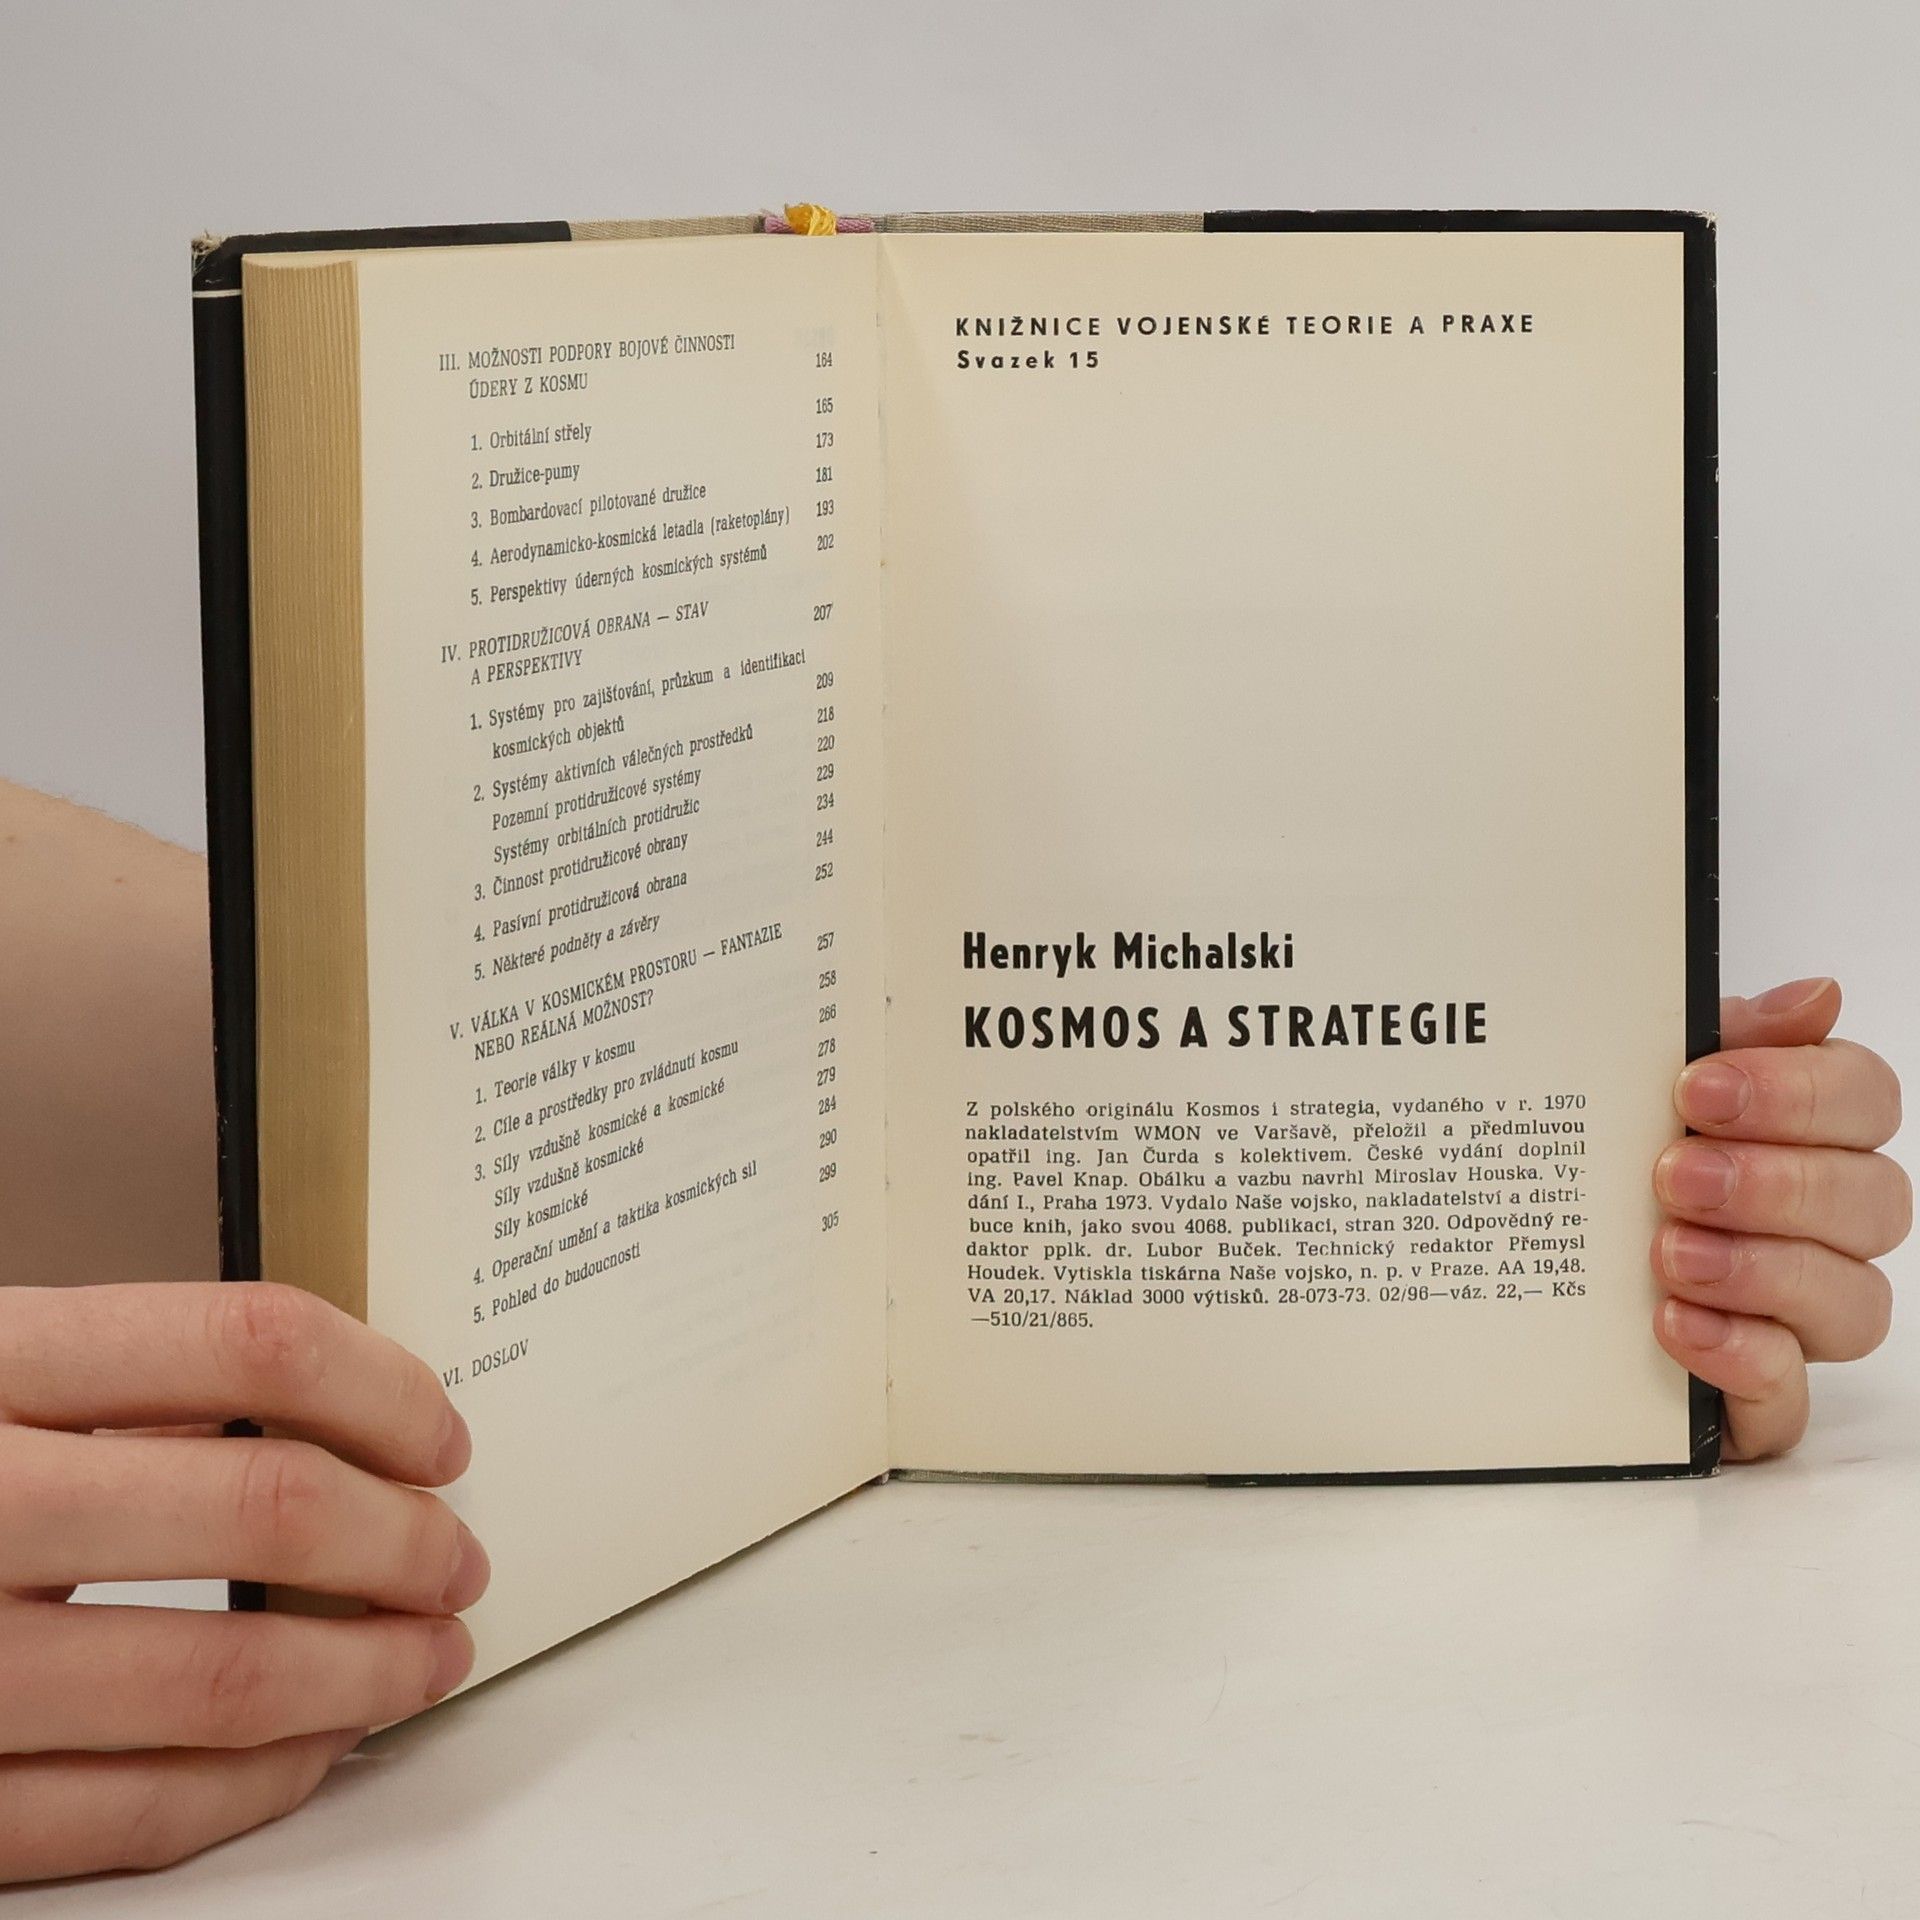 III. MOŽNOSTI PODPORY BOJOVÉ ČINNOSTI
ÚDERY Z KOSMU 164
1. Orbitální střely 165
2. Družice-pumy 173
3. Bombardovací pilotované družice 181
4. Aerodynamicko-kosmická letadla (raketoplány) 193
5. Perspektivy úderných kosmických systémů 202
IV. PROTIDRUŽICOVÁ OBRANA — STAV
A PERSPEKTIVY 207
1. Systémy pro zajišťování, průzkum a identifikaci
kosmických objektů 209
2. Systémy aktivních válečných prostředků 218
Pozemní protidružicové systémy 220
Systémy orbitálních protidružic 229
3. Činnost protidružicové obrany 234
4. Pasívní protidružicová obrana 244
5. Některé podněty a závěry 252
V. VÁLKA V KOSMICKÉM PROSTORU — FANTAZIE
NEBO REÁLNÁ MOŽNOST? 257
1. Teorie války v kosmu 258
2. Cíle a prostředky pro zvládnutí kosmu 266
3. Síly vzdušně kosmické a kosmické 278
Síly vzdušně kosmické 279
Síly kosmické 284
4. Operační umění a taktika kosmických sil 290
5. Pohled do budoucnosti 299
VI. DOSLOV 305
KNIŽNICE VOJENSKÉ TEORIE A PRAXE
Svazek 15
Henryk Michalski
KOSMOS A STRATEGIE
Z polského originálu Kosmos i strategia, vydaného v r. 1970
nakladatelstvím WMON ve Varšavě, přeložil a předmluvou
opatřil ing. Jan Čurda s kolektivem. České vydání doplnil
ing. Pavel Knap. Obálku a vazbu navrhl Miroslav Houska. Vy-
dání I., Praha 1973. Vydalo Naše vojsko, nakladatelství a distri-
buce knih, jako svou 4068. publikaci, stran 320. Odpovědný re-
daktor pplk. dr. Lubor Buček. Technický redaktor Přemysl
Houdek. Vytiskla tiskárna Naše vojsko, n. p. v Praze. AA 19,48.
VA 20,17. Náklad 3000 výtisků. 28-073-73. 02/96—váz. 22,— Kčs
—510/21/865.